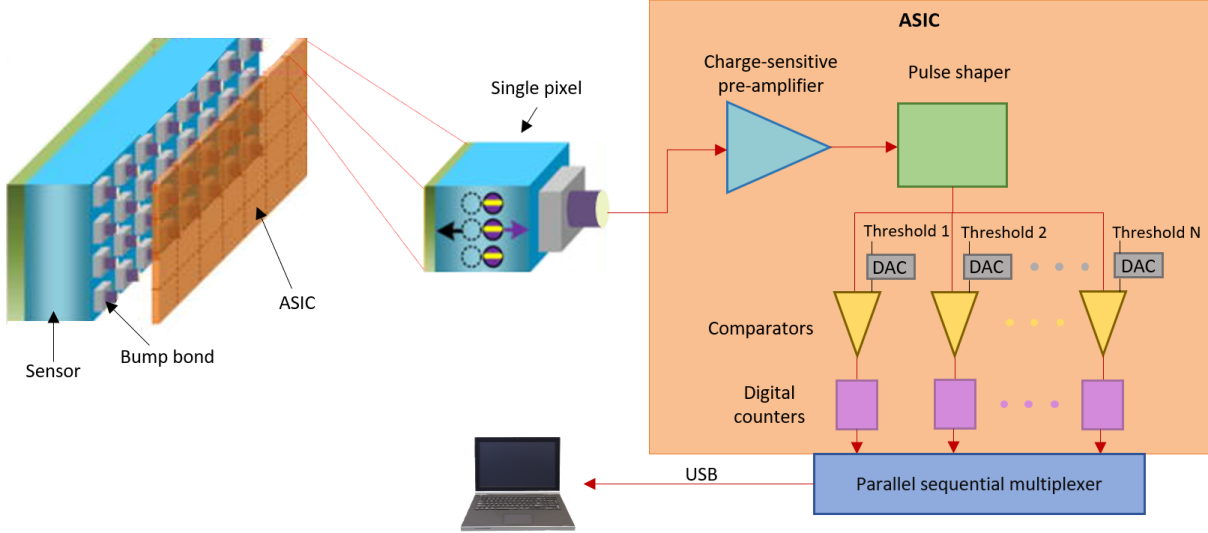 ASIC
Charge-sensitive
pre-amplifier
Pulse shaper
Single pixel
Threshold 1
Threshold 2
Threshold N
DAC
DAC
DAC
ASIC
Comparators
Bump bond
Sensor
Digital
counters
USB
Parallel sequential multiplexer